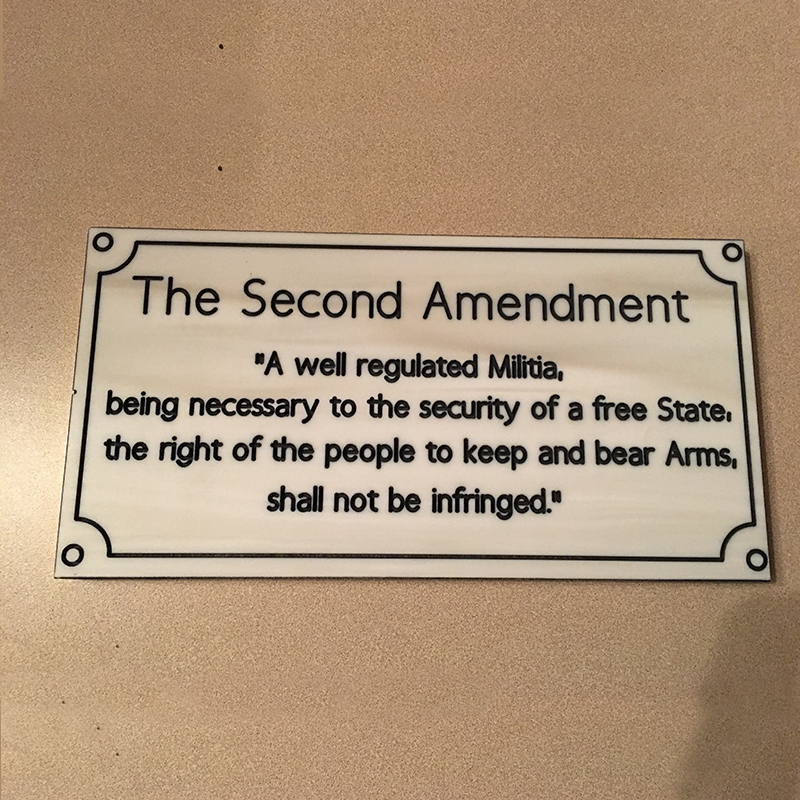 The Second Amendment
"A well regulated Militia,
being necessary to the security of a free State,
the right of the people to keep and bear Arms,
shall not be infringed."